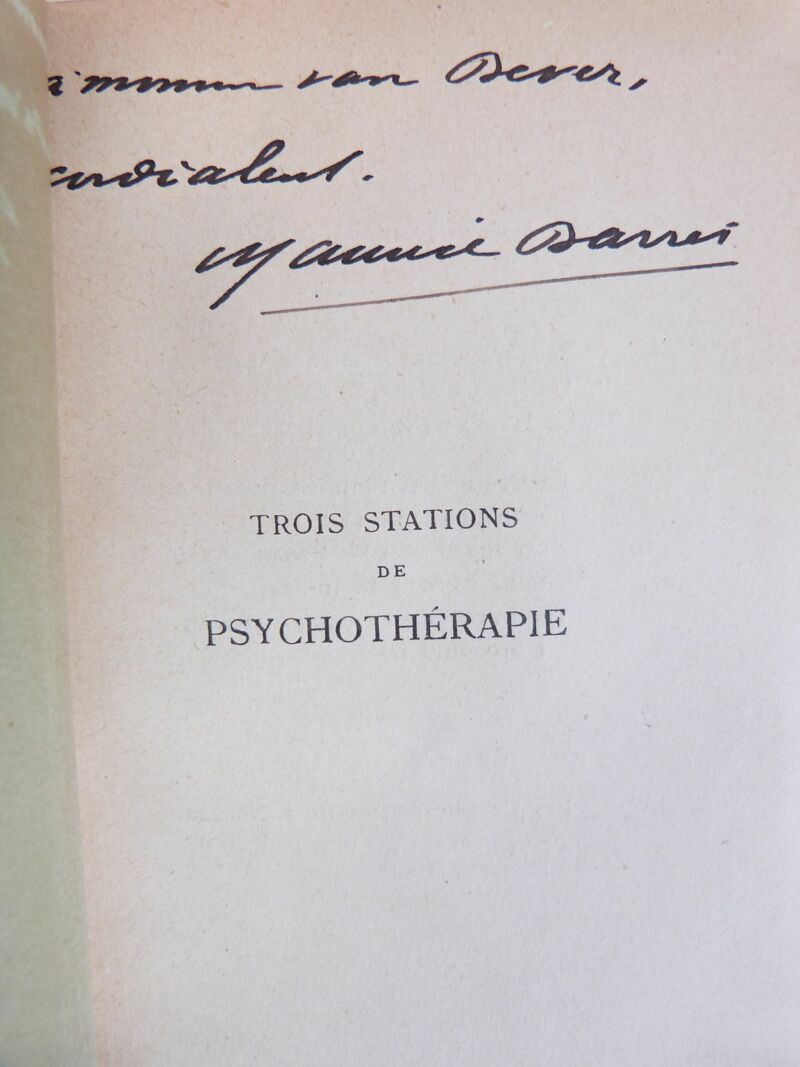 à monsieur van Bever,
cordialement.
Maurice Barrès
TROIS STATIONS
DE
PSYCHOTHÉRAPIE